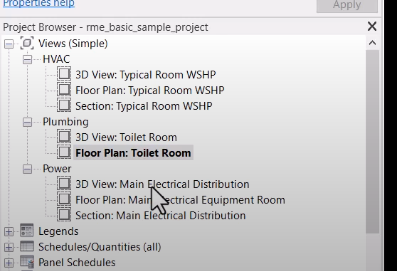 Properties help
Apply
Project Browser - rme_basic_sample_project
Views (Simple)
HVAC
3D View: Typical Room WSHP
Floor Plan: Typical Room WSHP
Section: Typical Room WSHP
Plumbing
3D View: Toilet Room
Floor Plan: Toilet Room
Power
3D View: Main Electrical Distribution
Floor Plan: Main Electrical Equipment Room
Section: Main Electrical Distribution
Legends
Schedules/Quantities (all)
Panel Schedules